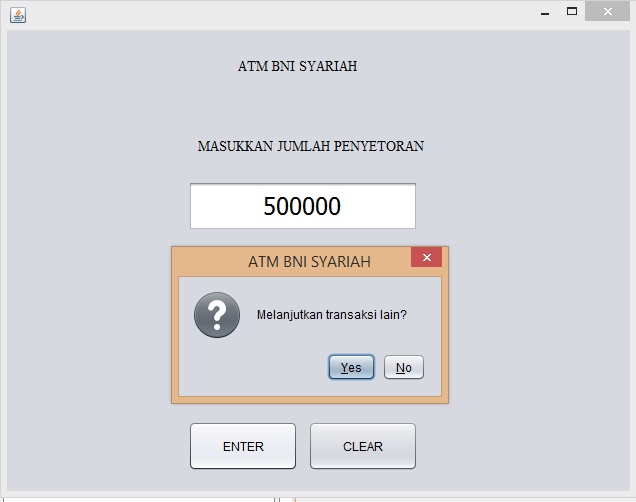 ATM BNI SYARIAH
MASUKKAN JUMLAH PENYETORAN
500000
ATM BNI SYARIAH
Melanjutkan transaksi lain?
Yes No
ENTER CLEAR